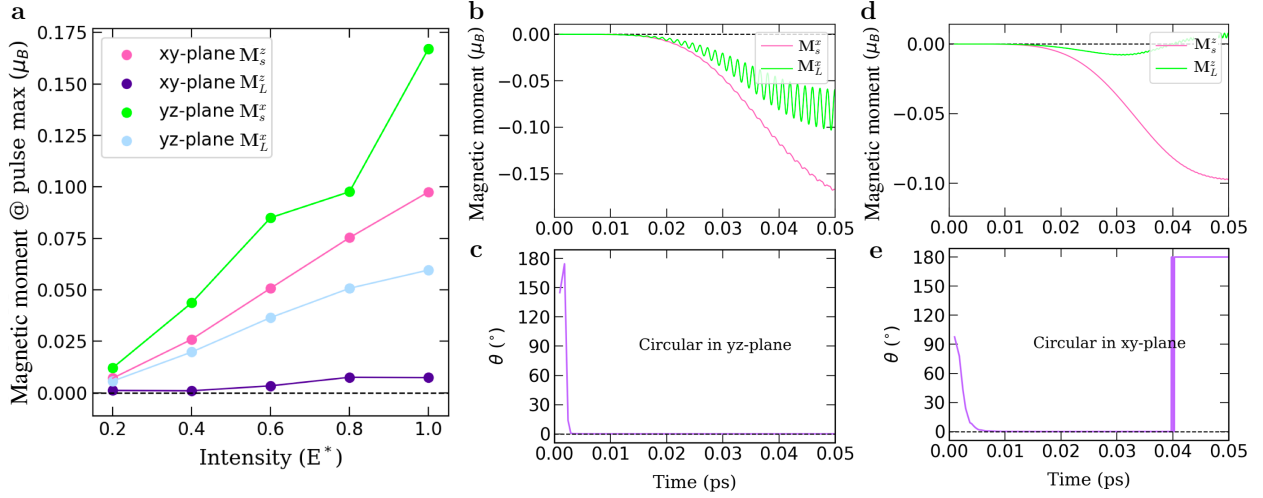 a
0.175
0.150
0.125
0.100
0.075
0.050
0.025
0.000
Magnetic moment @ pulse max (μ_B)
xy-plane M_s^z
xy-plane M_L^z
yz-plane M_s^x
yz-plane M_L^x
0.2 0.4 0.6 0.8 1.0
Intensity (E*)
b
0.00
−0.05
−0.10
−0.15
Magnetic moment (μ_B)
M_s^x
M_L^x
0.00 0.01 0.02 0.03 0.04 0.05
c
180
150
120
90
60
30
0
θ (°)
Circular in yz-plane
0.00 0.01 0.02 0.03 0.04 0.05
Time (ps)
d
0.00
−0.05
−0.10
Magnetic moment (μ_B)
M_s^z
M_L^z
0.00 0.01 0.02 0.03 0.04 0.05
e
180
150
120
90
60
30
0
θ (°)
Circular in xy-plane
0.00 0.01 0.02 0.03 0.04 0.05
Time (ps)